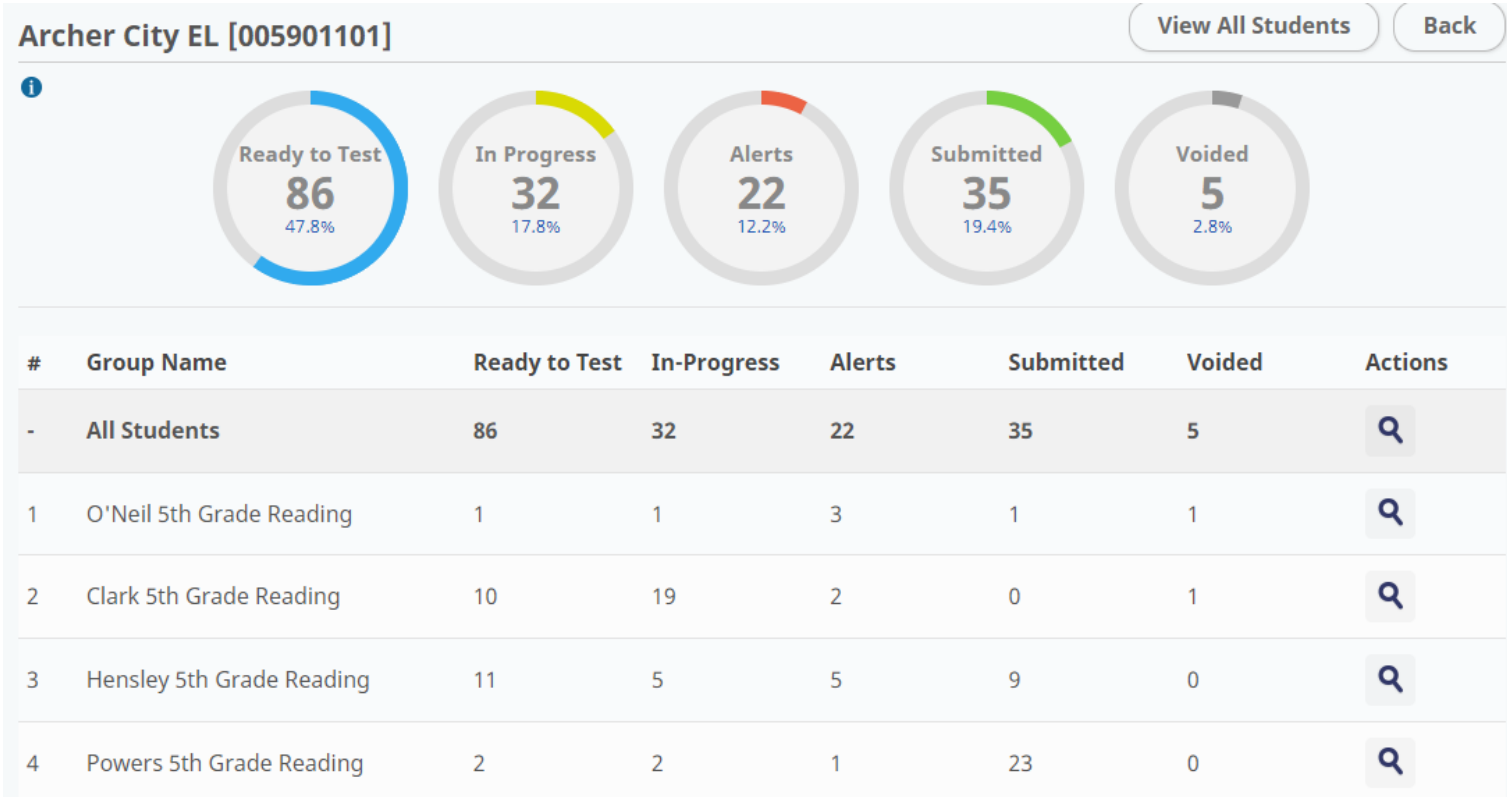 Archer City EL [005901101]
View All Students
Back
Ready to Test
86
47.8%
In Progress
32
17.8%
Alerts
22
12.2%
Submitted
35
19.4%
Voided
5
2.8%
# Group Name Ready to Test In-Progress Alerts Submitted Voided Actions
- All Students 86 32 22 35 5
1 O'Neil 5th Grade Reading 1 1 3 1 1
2 Clark 5th Grade Reading 10 19 2 0 1
3 Hensley 5th Grade Reading 11 5 5 9 0
4 Powers 5th Grade Reading 2 2 1 23 0